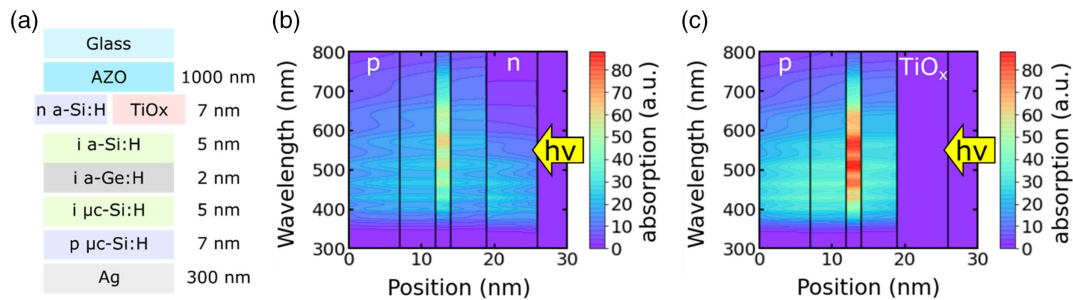 (a)
Glass
AZO 1000 nm
n a-Si:H TiOx 7 nm
i a-Si:H 5 nm
i a-Ge:H 2 nm
i µc-Si:H 5 nm
p µc-Si:H 7 nm
Ag 300 nm
(b)
Wavelength (nm)
800
700
600
500
400
300
p n
hν
0 10 20 30
Position (nm)
80
70
60
50
40
30
20
10
0
absorption (a.u.)
(c)
Wavelength (nm)
800
700
600
500
400
300
p TiOx
hν
0 10 20 30
Position (nm)
80
70
60
50
40
30
20
10
0
absorption (a.u.)